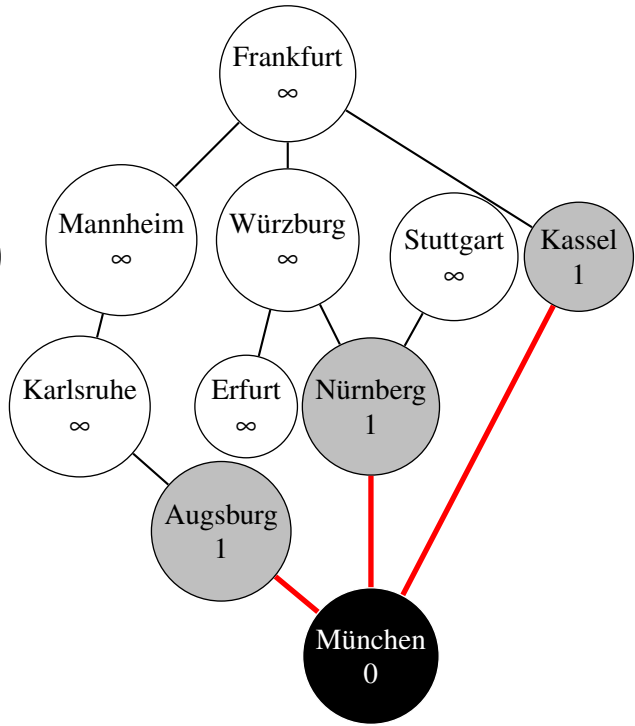 Frankfurt
∞
Mannheim
∞
Würzburg
∞
Stuttgart
∞
Kassel
1
Karlsruhe
∞
Erfurt
∞
Nürnberg
1
Augsburg
1
München
0